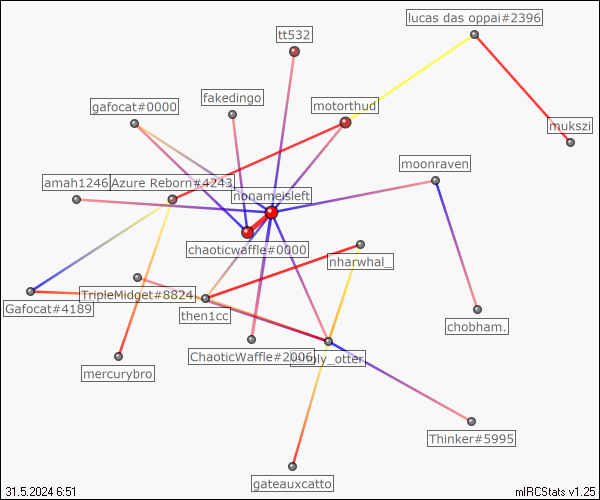 lucas das oppai#2396
tt532
fakedingo
gafocat#0000
motorthud
mukszi
moonraven
amah1246
Azure Reborn#4243
nonameisleft
chaoticwaffle#0000
nharwhal_
TripleMidget#8824
Gafocat#4189
then1cc
chobham.
ChaoticWaffle#2006
mercurybro
Thinker#5995
gateauxcatto
31.5.2024 6:51
mIRCStats v1.25